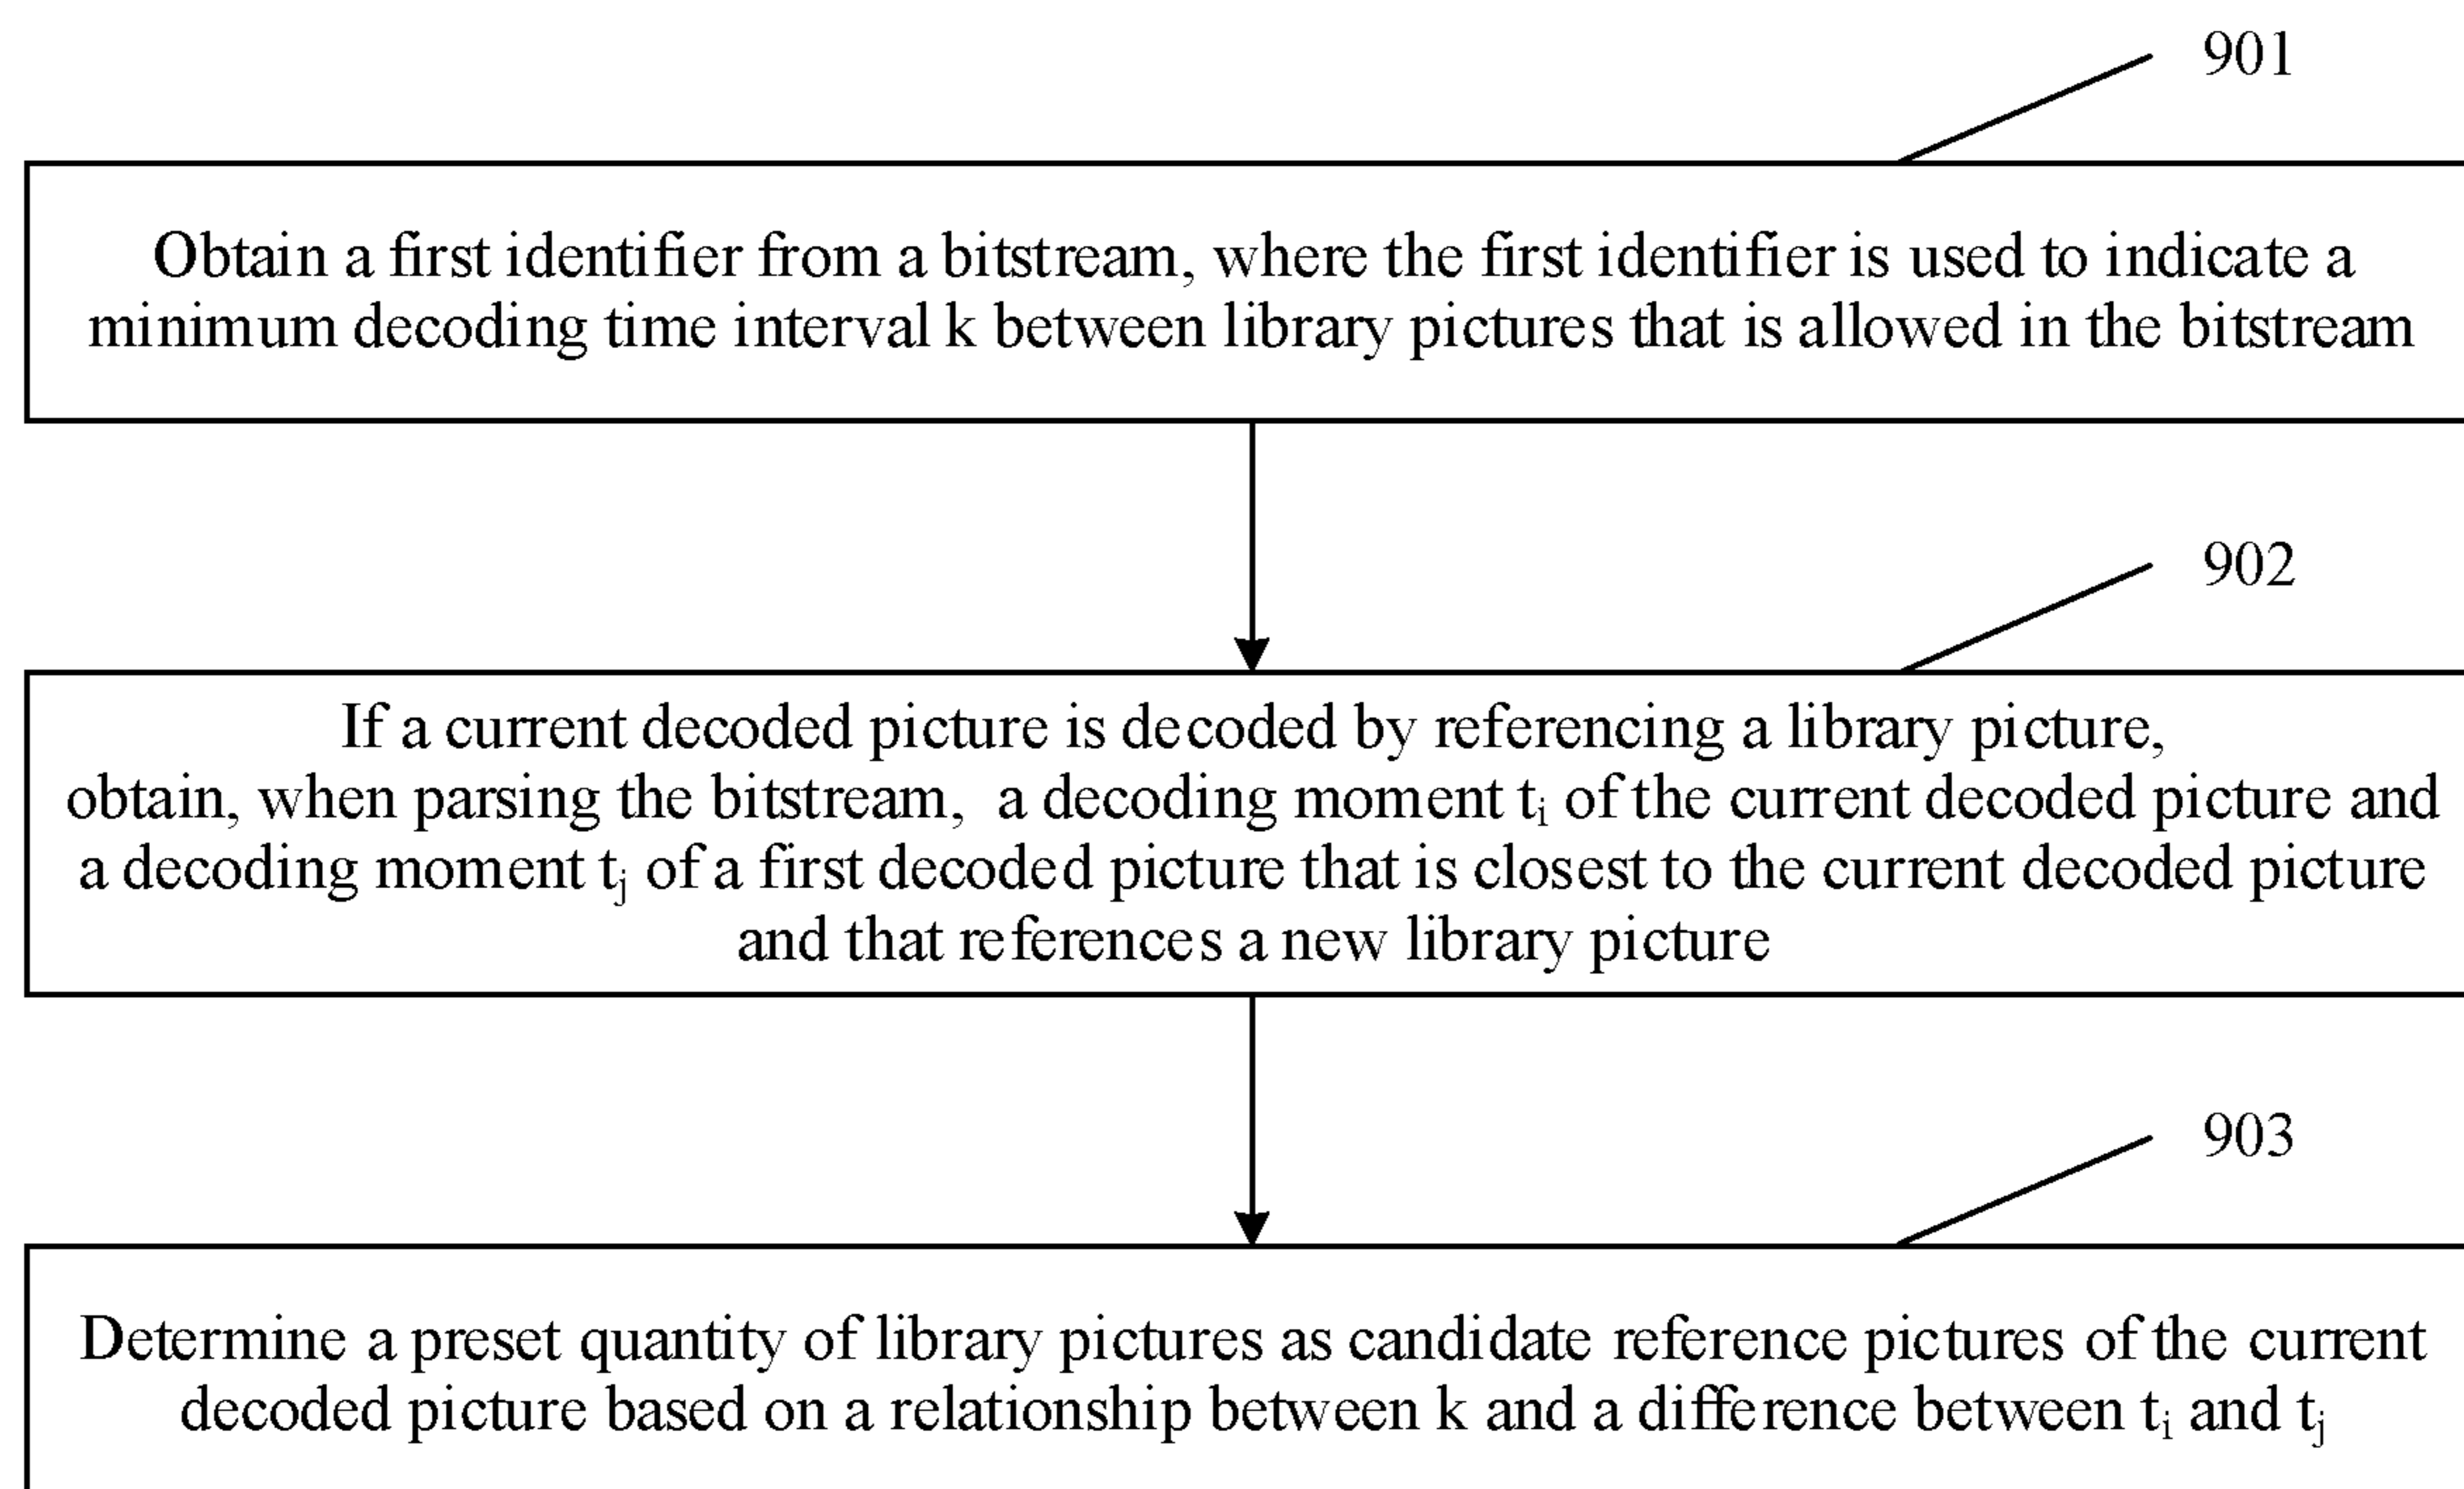 901
Obtain a first identifier from a bitstream, where the first identifier is used to indicate a
minimum decoding time interval k between library pictures that is allowed in the bitstream
902
If a current decoded picture is decoded by referencing a library picture,
obtain, when parsing the bitstream, a decoding moment tᵢ of the current decoded picture and
a decoding moment tⱼ of a first decoded picture that is closest to the current decoded picture
and that references a new library picture
903
Determine a preset quantity of library pictures as candidate reference pictures of the current
decoded picture based on a relationship between k and a difference between tᵢ and tⱼ